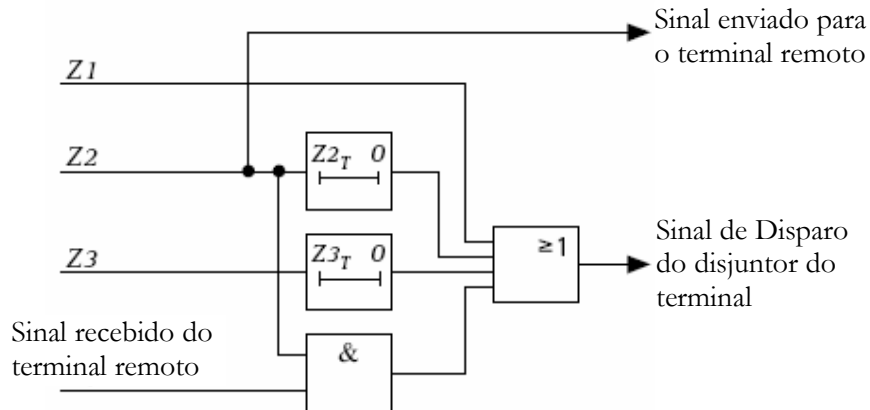 Sinal enviado para
o terminal remoto
Z1
Z2
Z2T 0
Z3
Z3T 0
≥1
Sinal de Disparo
do disjuntor do
terminal
Sinal recebido do
terminal remoto
&